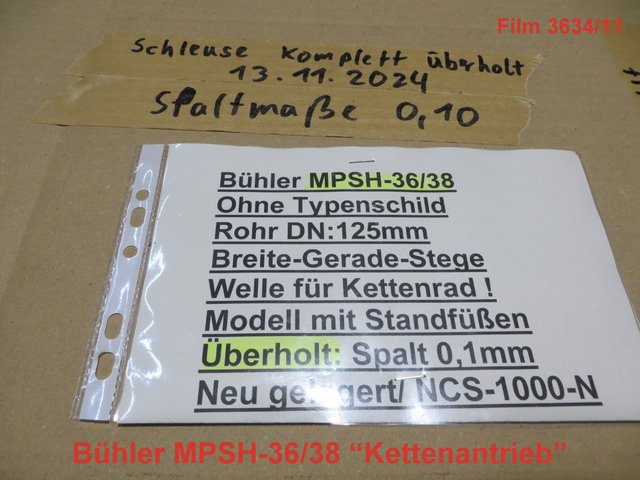 Film 3634/11
Schleuse Komplett überholt
13.11.2024
Spaltmaße 0,10
Bühler MPSH-36/38
Ohne Typenschild
Rohr DN:125mm
Breite-Gerade-Stege
Welle für Kettenrad !
Modell mit Standfüßen
Überholt: Spalt 0,1mm
Neu gelagert/ NCS-1000-N
Bühler MPSH-36/38 “Kettenantrieb”